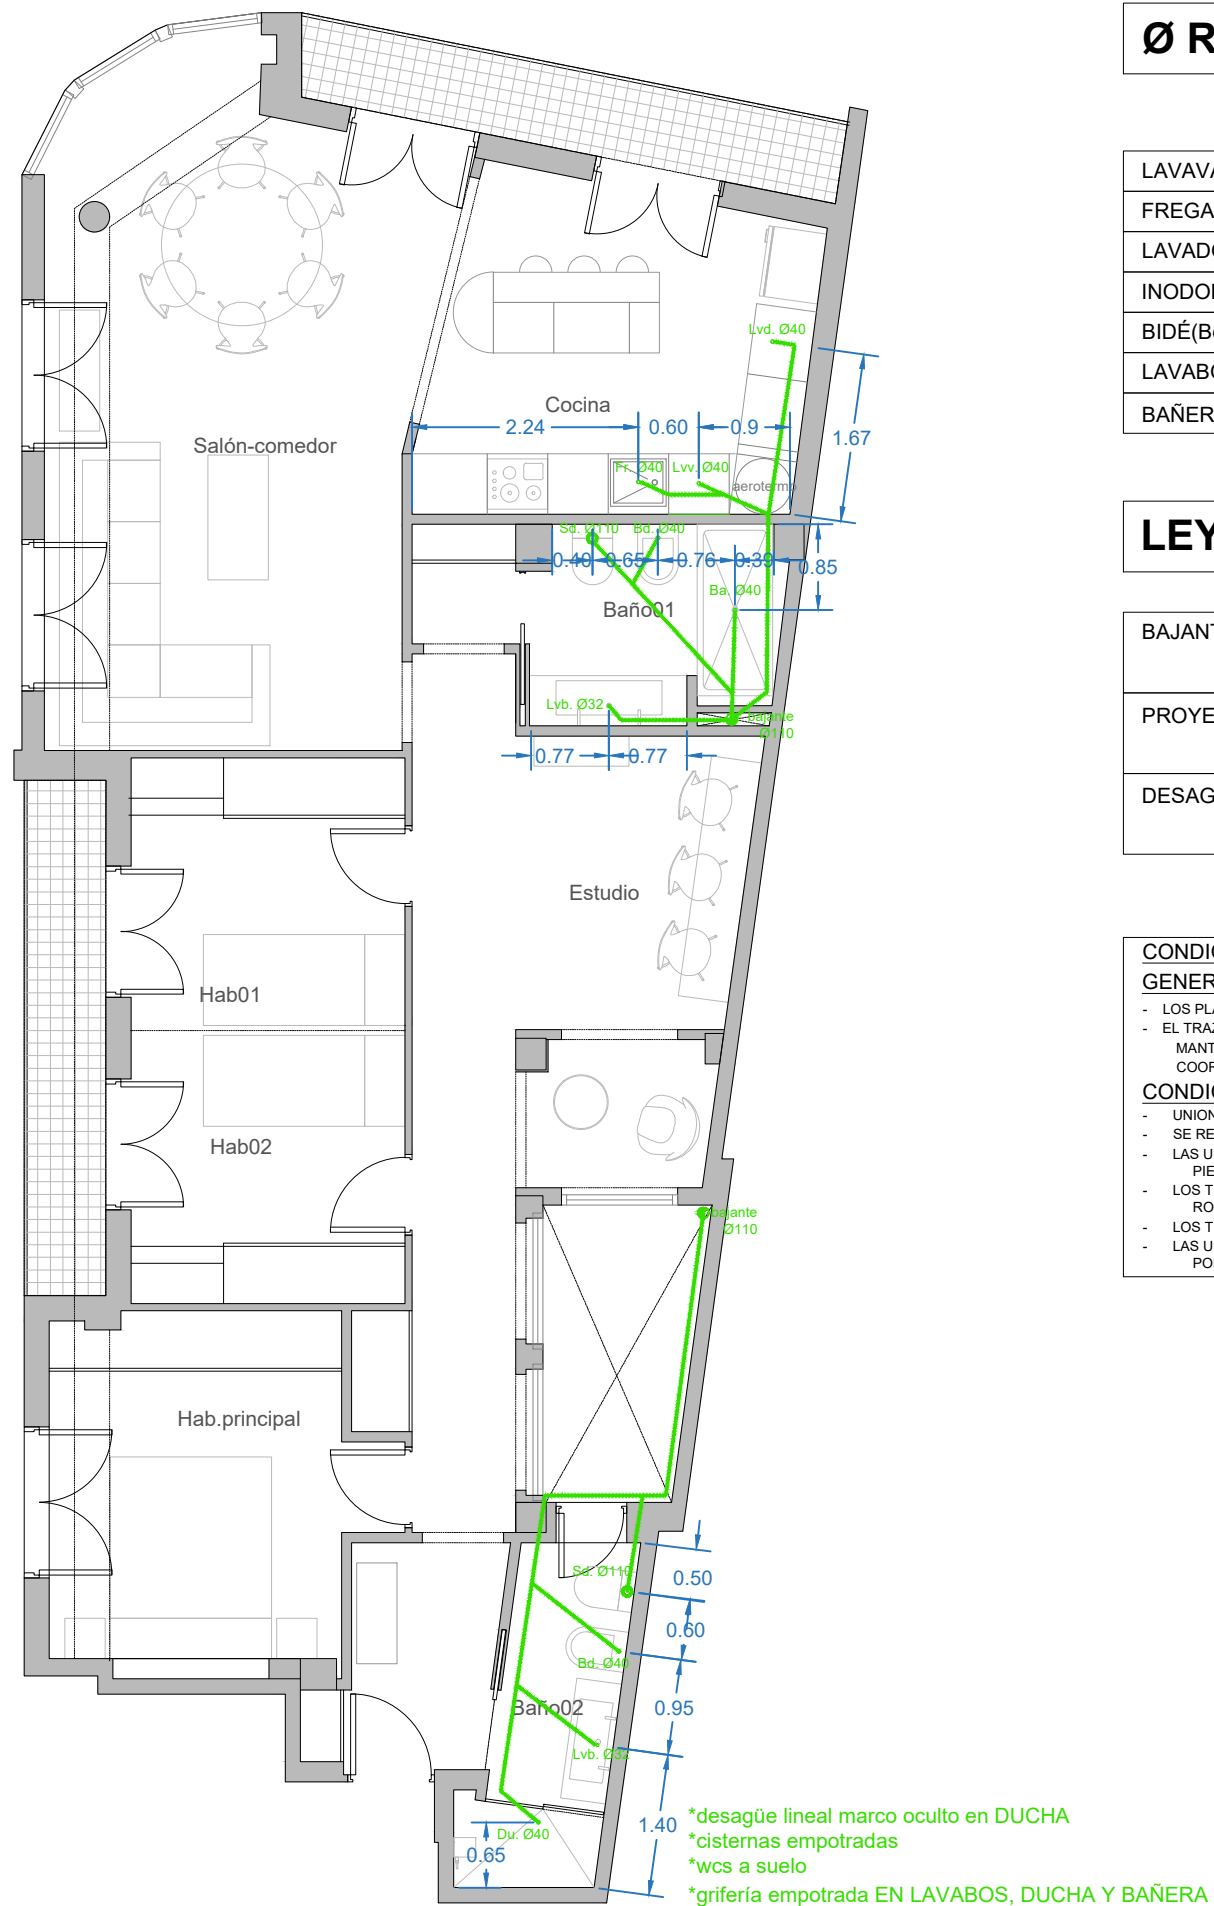 Ø R
LAVAVA
FREGA
LAVAD
INODO
BIDÉ(B
LAVAB
BAÑER
LEY
BAJAN
PROYE
DESAG
CONDI
GENER
- LOS PL
- EL TRA
MANT
COOR
CONDI
- UNION
- SE RE
- LAS U
PIE
- LOS T
RO
- LOS T
- LAS U
PO
Lvd. Ø40
Cocina
2.24
0.60
0.9
1.67
Salón-comedor
Fr. Ø40
Lvv. Ø40
aeroterm
Sd. Ø110
Bd. Ø40
0.40
0.65
0.76
0.39
0.85
Ba. Ø40
Baño01
Lvb. Ø32
bajante
Ø110
0.77
0.77
Estudio
Hab01
Hab02
bajante
Ø110
Hab.principal
Sd. Ø110
0.50
0.60
Bd. Ø40
0.95
Baño02
Lvb. Ø32
1.40
Du. Ø40
0.65
*desagüe lineal marco oculto en DUCHA
*cisternas empotradas
*wcs a suelo
*grifería empotrada EN LAVABOS, DUCHA Y BAÑERA